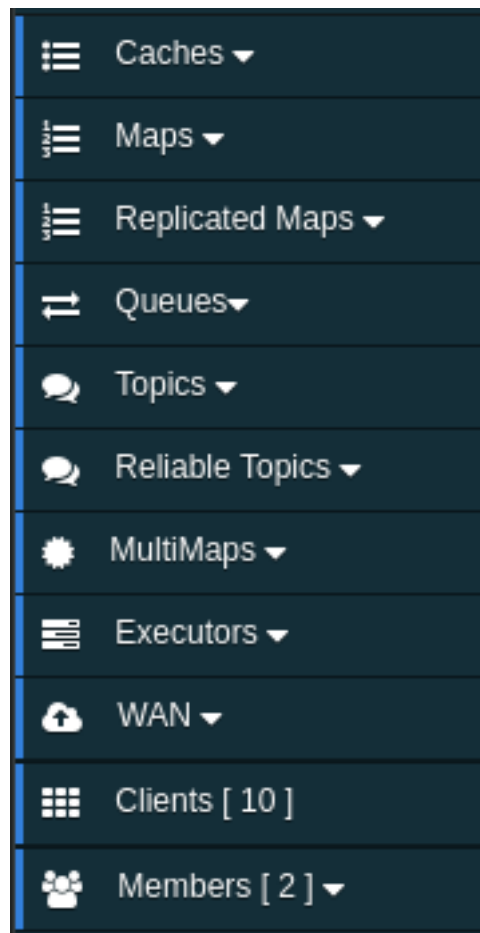 Caches
Maps
Replicated Maps
Queues
Topics
Reliable Topics
MultiMaps
Executors
WAN
Clients [ 10 ]
Members [ 2 ]